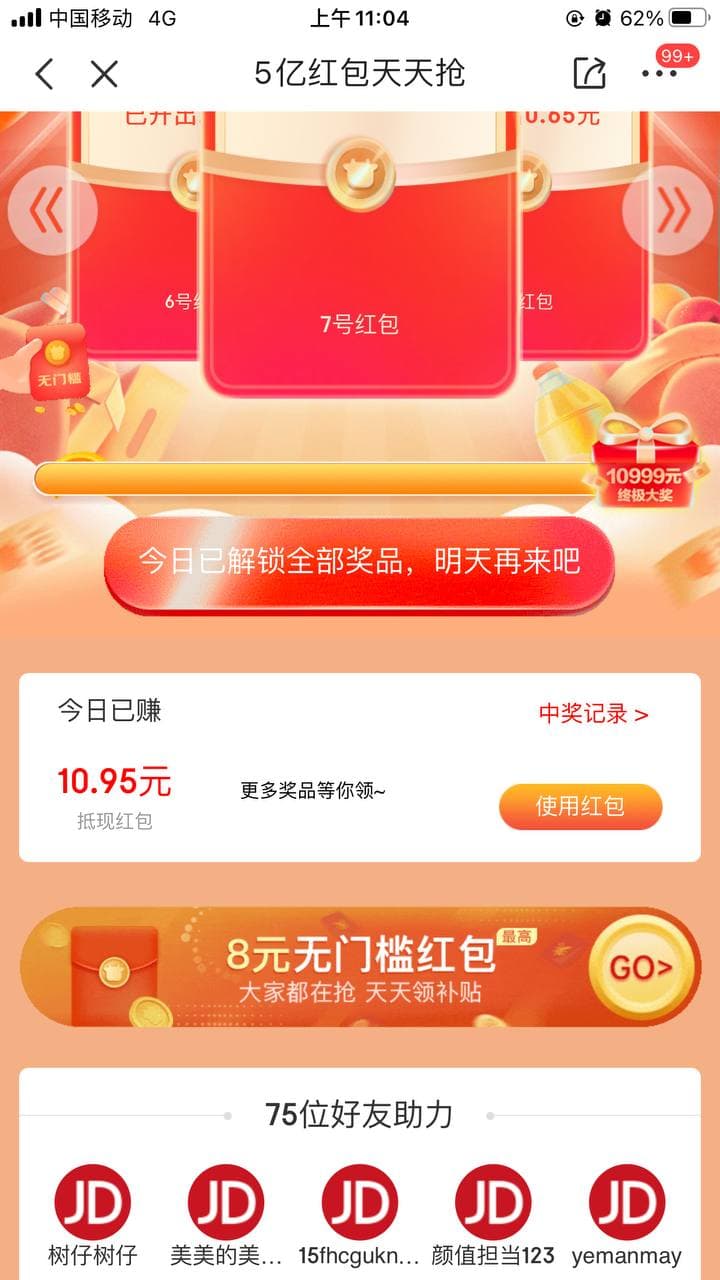 中国移动 4G 上午11:04 62%
5亿红包天天抢
99+
已开出
0.65元
6号
7号红包
红包
无门槛
10999元
终极大奖
今日已解锁全部奖品，明天再来吧
今日已赚
中奖记录 >
10.95元
抵现红包
更多奖品等你领~
使用红包
8元无门槛红包 最高
大家都在抢 天天领补贴
GO>
75位好友助力
JD JD JD JD JD
树仔树仔 美美的美... 15fhcgukn... 颜值担当123 yemanmay